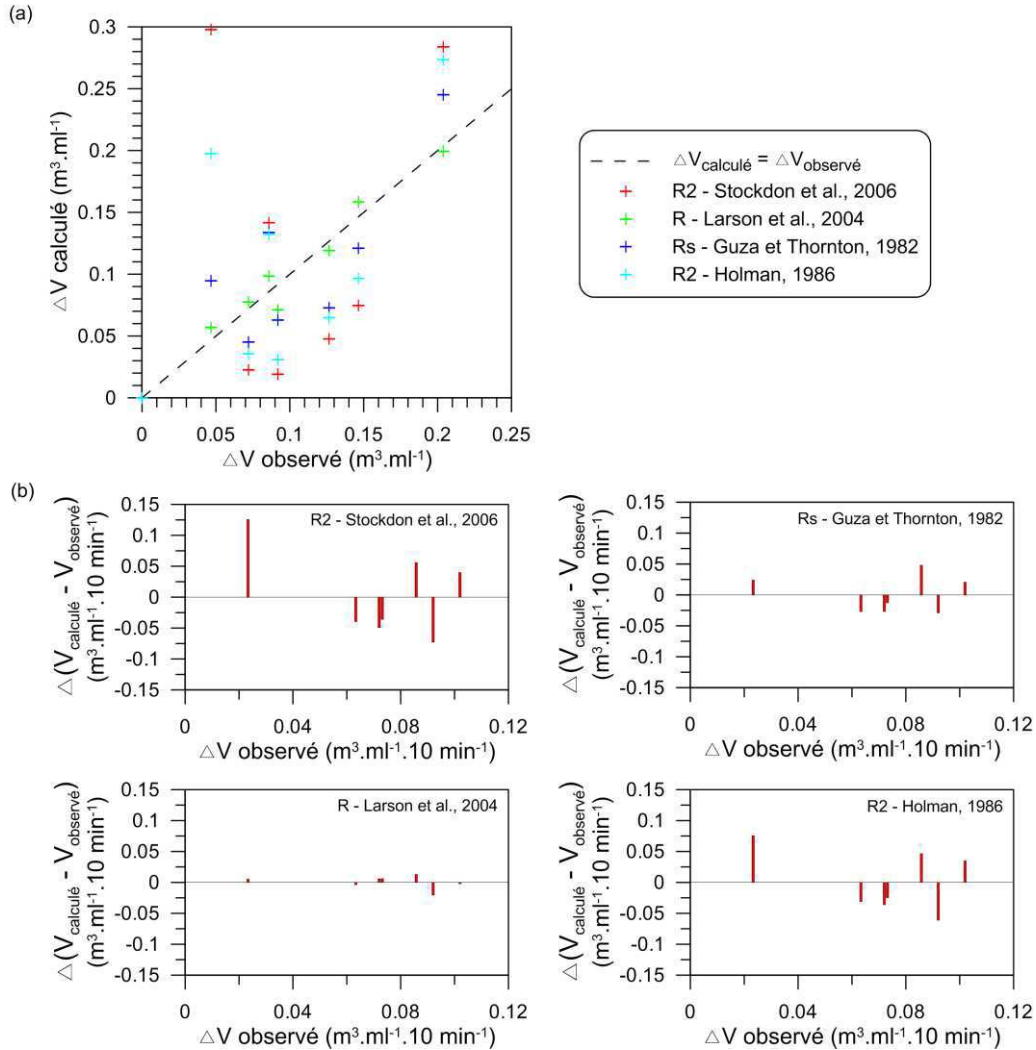 (a)
0.3
0.25
0.2
0.15
0.1
0.05
0
△V calculé (m³.ml⁻¹)
0 0.05 0.1 0.15 0.2 0.25
△V observé (m³.ml⁻¹)
△Vcalculé = △Vobservé
R2 - Stockdon et al., 2006
R - Larson et al., 2004
Rs - Guza et Thornton, 1982
R2 - Holman, 1986
(b)
△(Vcalculé - Vobservé)
(m³.ml⁻¹.10 min⁻¹)
0.15
0.1
0.05
0
-0.05
-0.1
-0.15
R2 - Stockdon et al., 2006
0 0.04 0.08 0.12
△V observé (m³.ml⁻¹.10 min⁻¹)
△(Vcalculé - Vobservé)
(m³.ml⁻¹.10 min⁻¹)
0.15
0.1
0.05
0
-0.05
-0.1
-0.15
Rs - Guza et Thornton, 1982
0 0.04 0.08 0.12
△V observé (m³.ml⁻¹.10 min⁻¹)
△(Vcalculé - Vobservé)
(m³.ml⁻¹.10 min⁻¹)
0.15
0.1
0.05
0
-0.05
-0.1
-0.15
R - Larson et al., 2004
0 0.04 0.08 0.12
△V observé (m³.ml⁻¹.10 min⁻¹)
△(Vcalculé - Vobservé)
(m³.ml⁻¹.10 min⁻¹)
0.15
0.1
0.05
0
-0.05
-0.1
-0.15
R2 - Holman, 1986
0 0.04 0.08 0.12
△V observé (m³.ml⁻¹.10 min⁻¹)